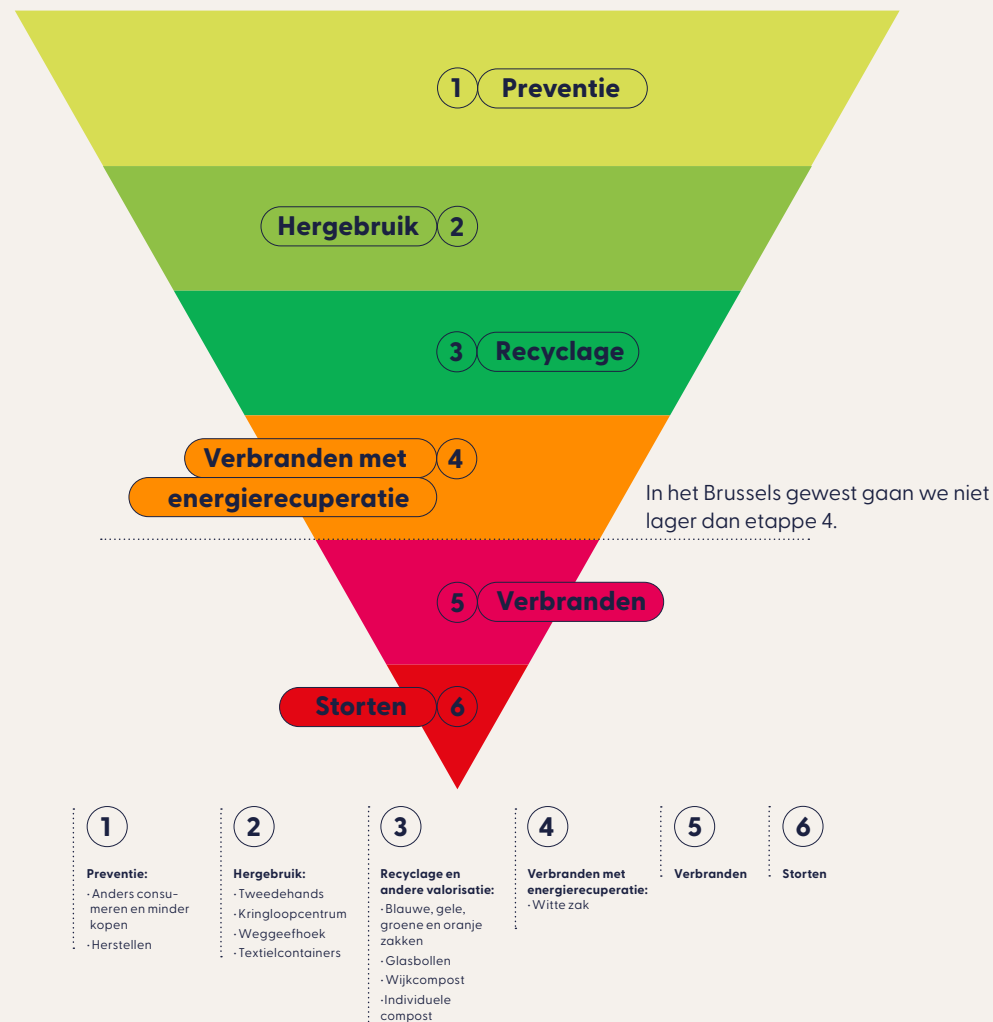 1 Preventie
Hergebruik 2
3 Recyclage
Verbranden met 4
energierecuperatie
In het Brussels gewest gaan we niet
lager dan etappe 4.
5 Verbranden
Storten 6
1
Preventie:
·Anders consu-
meren en minder
kopen
·Herstellen
2
Hergebruik:
·Tweedehands
·Kringloopcentrum
·Weggeefhoek
·Textielcontainers
3
Recyclage en
andere valorisatie:
·Blauwe, gele,
groene en oranje
zakken
·Glasbollen
·Wijkcompost
·Individuele
compost
4
Verbranden met
energierecuperatie:
·Witte zak
5
Verbranden
6
Storten